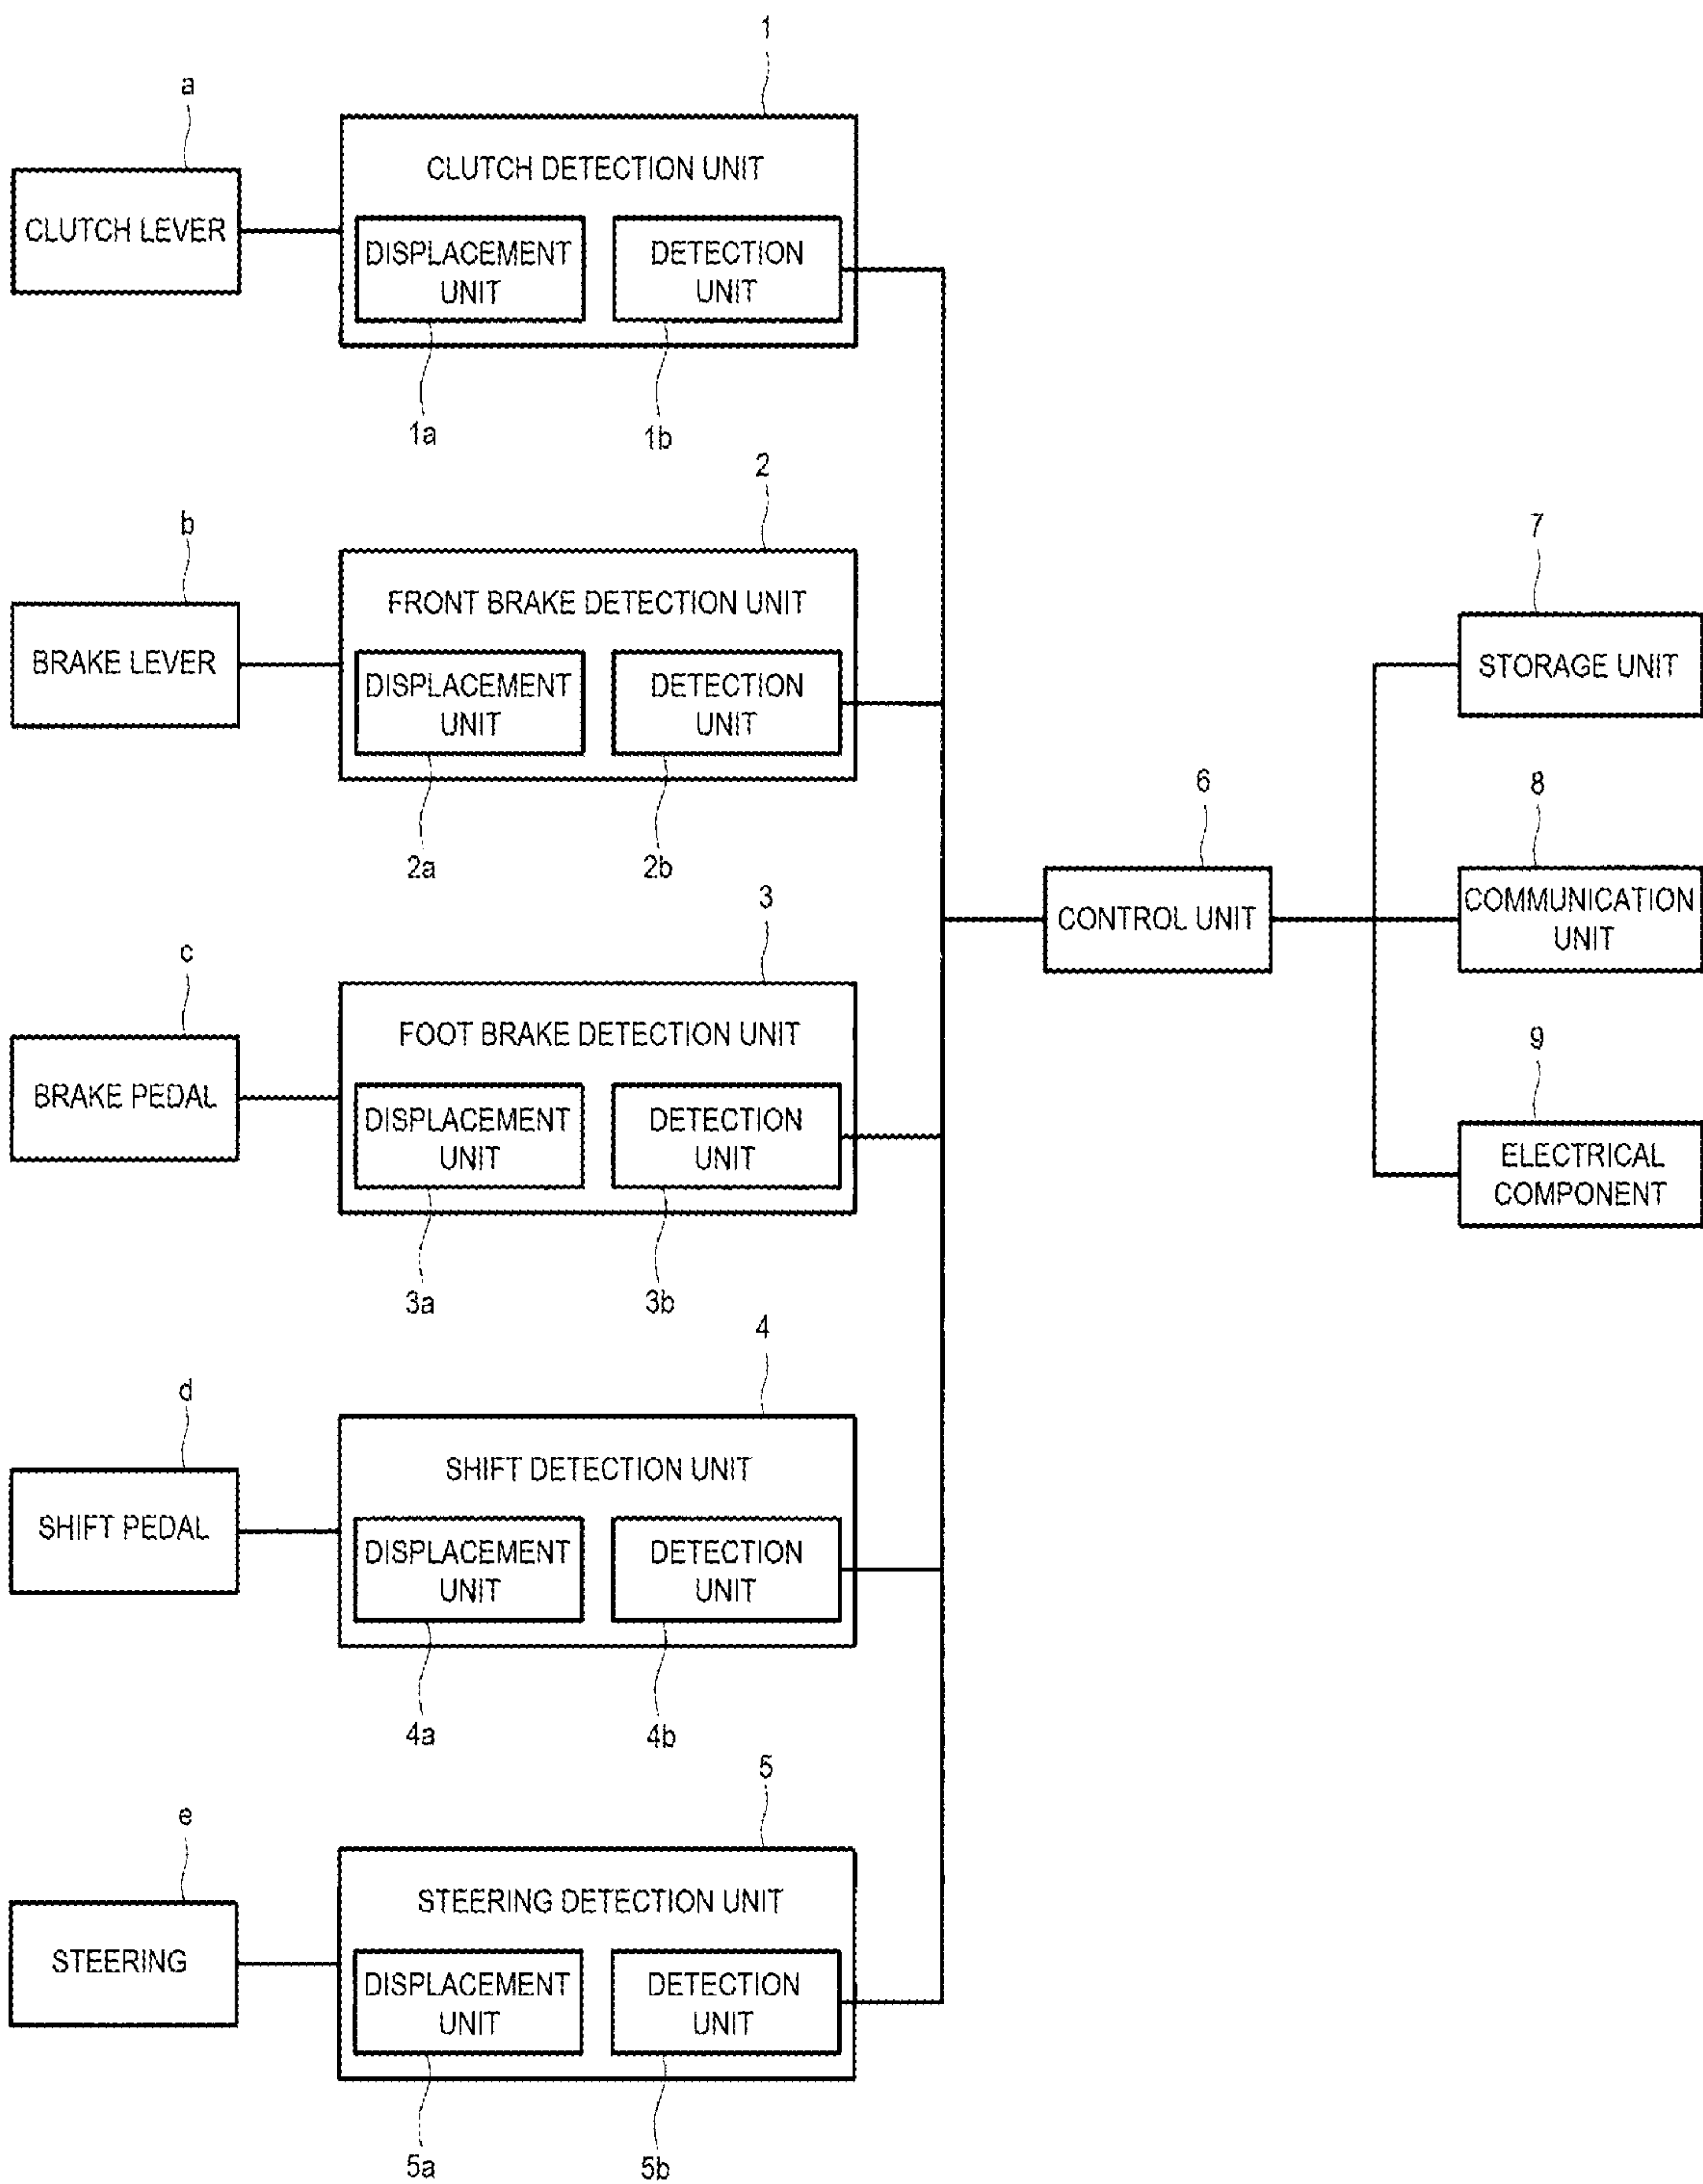 1
a
CLUTCH DETECTION UNIT
CLUTCH LEVER
DISPLACEMENT
UNIT
DETECTION
UNIT
1a
1b
2
b
FRONT BRAKE DETECTION UNIT
BRAKE LEVER
DISPLACEMENT
UNIT
DETECTION
UNIT
2a
2b
3
c
FOOT BRAKE DETECTION UNIT
BRAKE PEDAL
DISPLACEMENT
UNIT
DETECTION
UNIT
3a
3b
4
d
SHIFT DETECTION UNIT
SHIFT PEDAL
DISPLACEMENT
UNIT
DETECTION
UNIT
4a
4b
5
e
STEERING DETECTION UNIT
STEERING
DISPLACEMENT
UNIT
DETECTION
UNIT
5a
5b
6
CONTROL UNIT
7
STORAGE UNIT
8
COMMUNICATION
UNIT
9
ELECTRICAL
COMPONENT